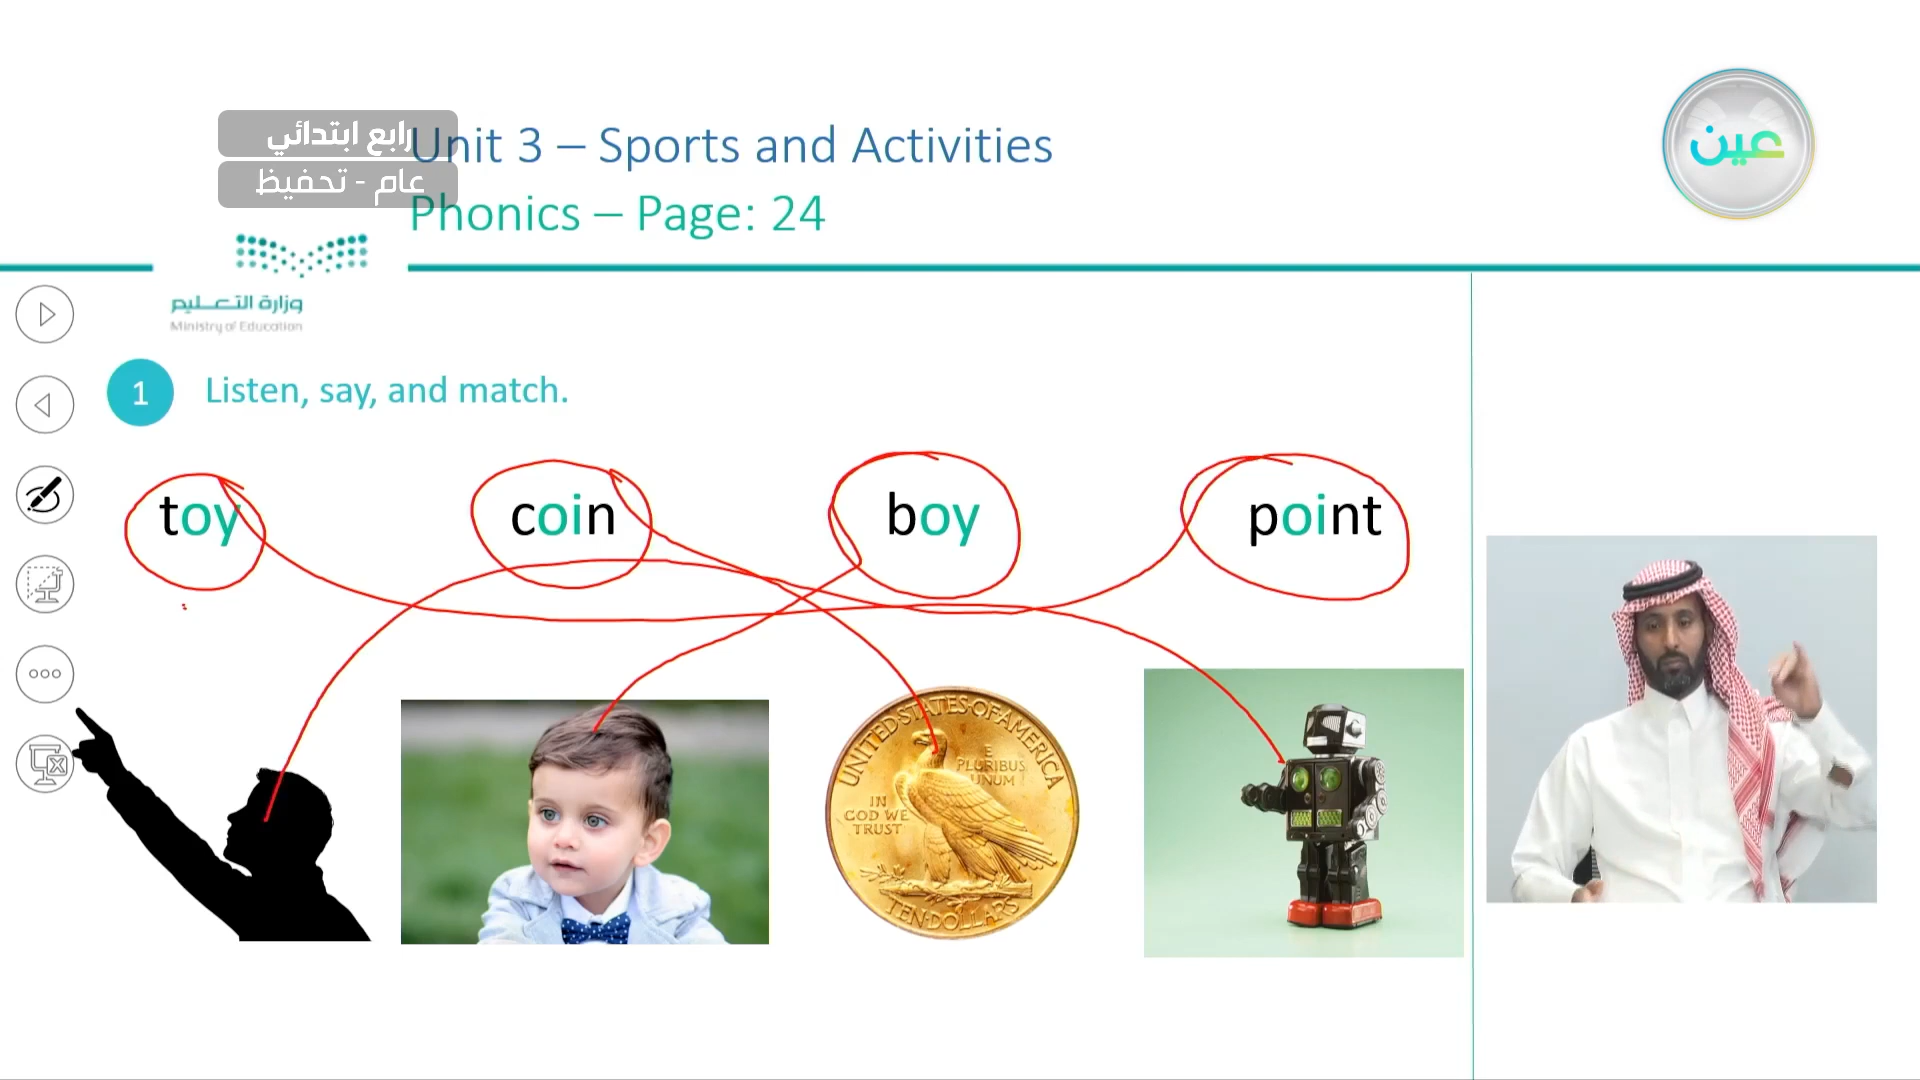 رابع ابتدائي
عام - تحفيظ
Unit 3 – Sports and Activities
Phonics – Page: 24
عين
وزارة التعليم
Ministry of Education
1 Listen, say, and match.
toy coin boy point
UNITED·STATES·OF·AMERICA
E
PLURIBUS
UNUM
IN
GOD WE
TRUST
TEN·DOLLARS